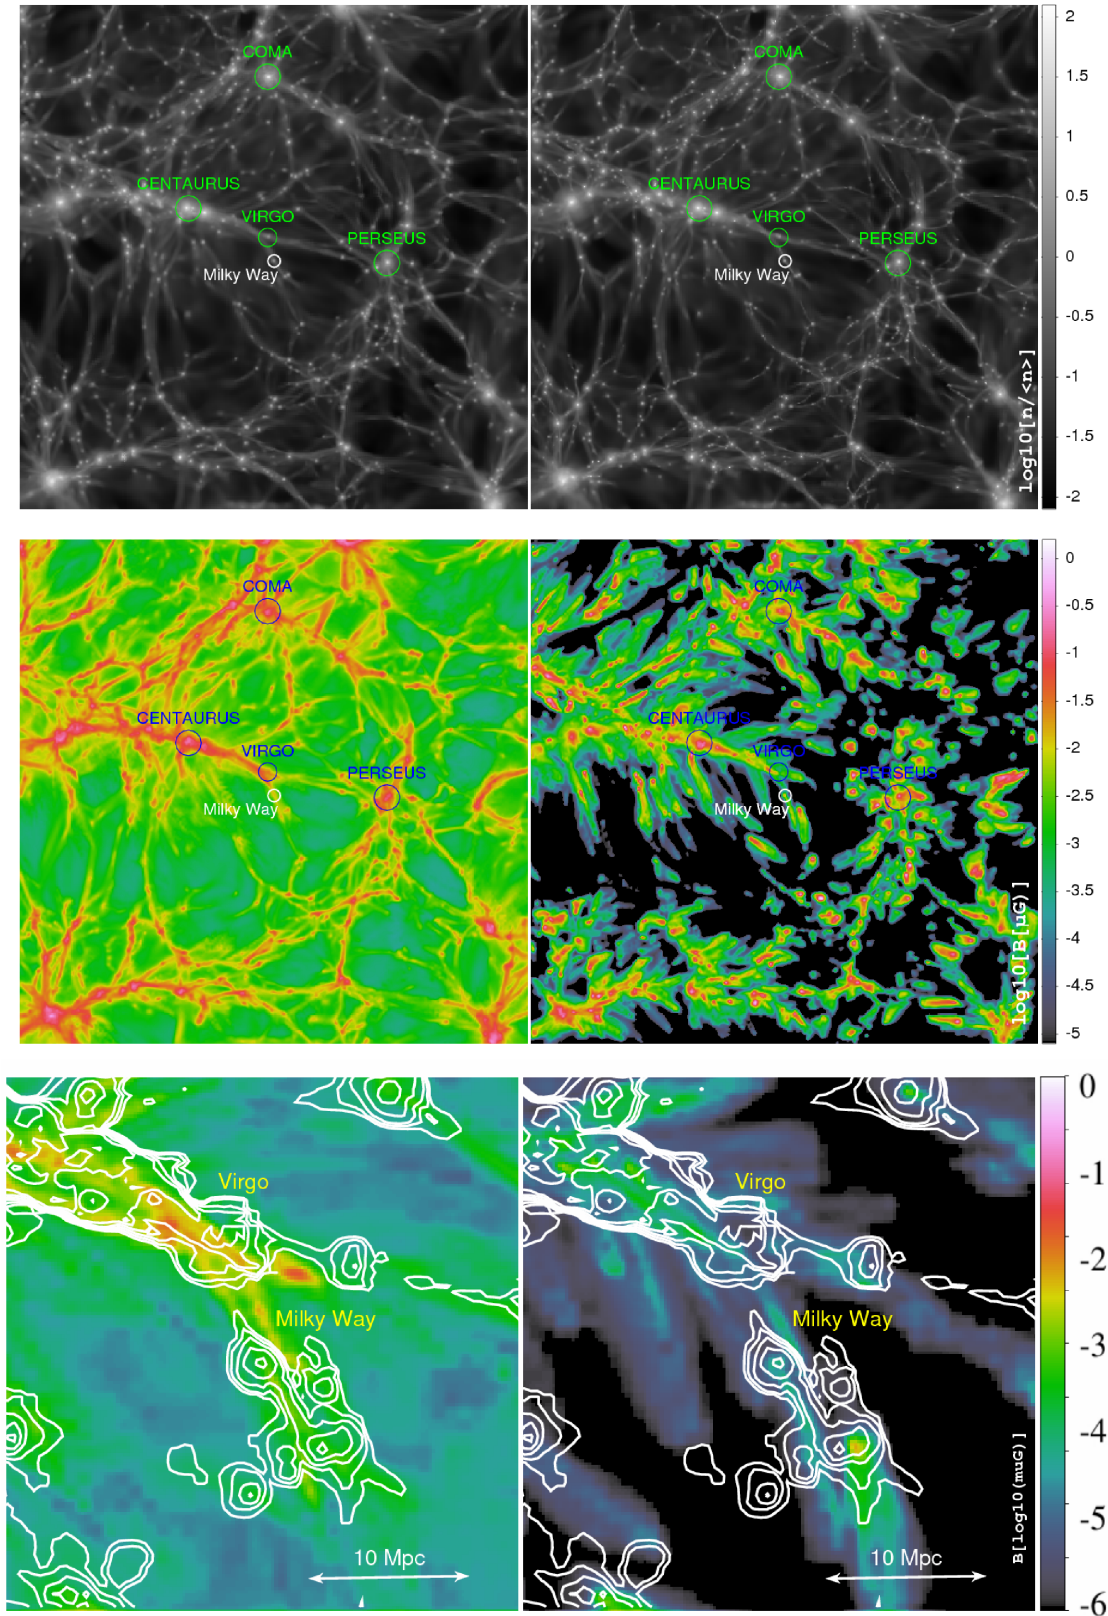 COMA
CENTAURUS
VIRGO
PERSEUS
Milky Way
COMA
CENTAURUS
VIRGO
PERSEUS
Milky Way
2
1.5
1
0.5
0
-0.5
-1
-1.5
-2
log10[n/<n>]
COMA
CENTAURUS
VIRGO
PERSEUS
Milky Way
COMA
CENTAURUS
VIRGO
PERSEUS
Milky Way
0
-0.5
-1
-1.5
-2
-2.5
-3
-3.5
-4
-4.5
-5
log10[B[μG)]
Virgo
Milky Way
10 Mpc
Virgo
Milky Way
10 Mpc
0
-1
-2
-3
-4
-5
-6
B[log10(muG)]